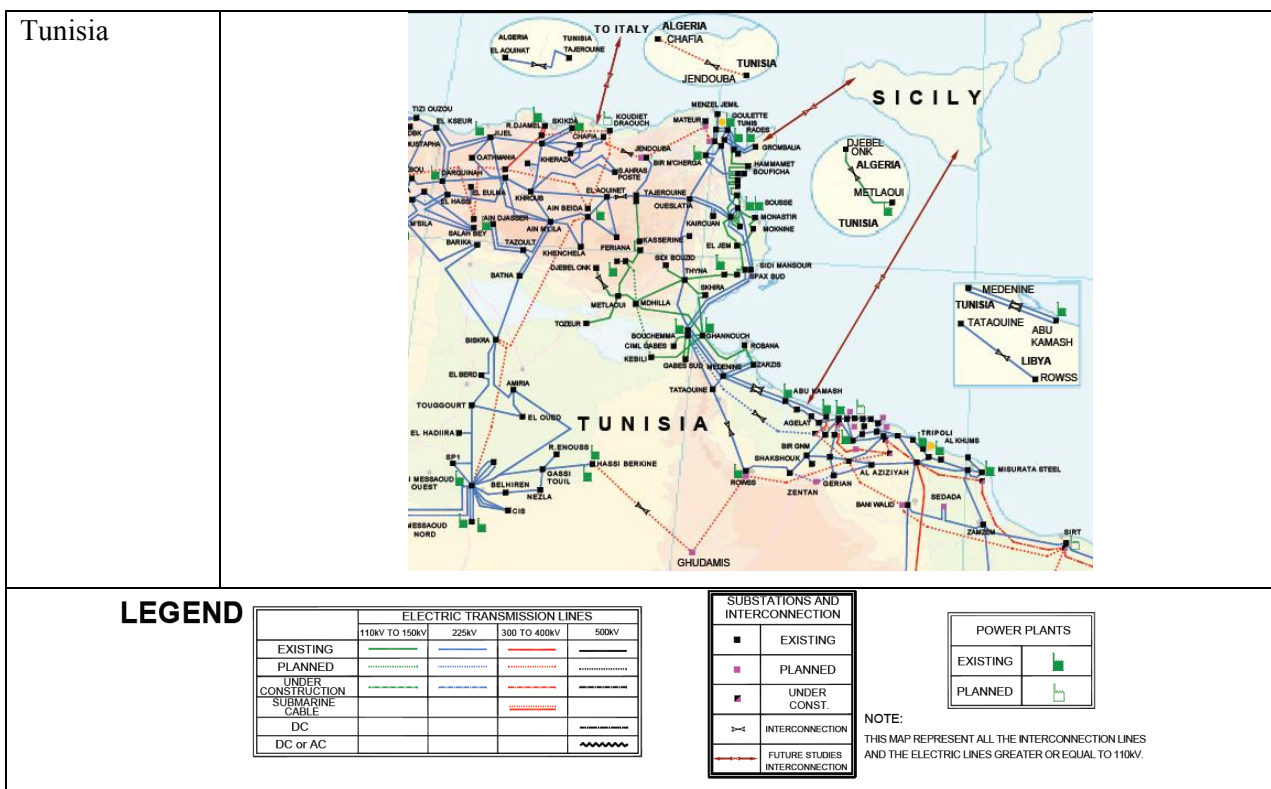 Tunisia
TO ITALY
ALGERIA
TUNISIA
EL AOUINAT
TAJEROUINE
ALGERIA
CHAFIA
TUNISIA
JENDOUBA
SICILY
DJEBEL
ONK
ALGERIA
METLAOUI
TUNISIA
MEDENINE
TUNISIA
TATAOUINE
ABU
KAMASH
LIBYA
ROWSS
TIZI OUZOU
EL KSEUR
JIJEL
R.DJAMEL
SKIKDA
KOUDIET
DRAOUCH
CHAFIA
MENZEL JEMIL
MATEUR
GOULETTE
TUNIS
RADES
GROMBALIA
MUSTAPHA
O.ATHMANIA
KHERAZA
JENDOUBA
BIR M'CHERGA
HAMMAMET
BOUFICHA
DARQUINAH
S.AHRAS
POSTE
EL EULMA
EL HASSI
KHROUB
EL AOUINET
TAJEROUINE
OUESLATIA
SOUSSE
MONASTIR
MOKNINE
M'SILA
AIN DJASSER
AIN BEIDA
KAIROUAN
SALAH BEY
BARIKA
TAZOULT
AIN M'LILA
KHENCHELA
FERIANA
KASSERINE
EL JEM
SIDI BOUZID
SIDI MANSOUR
BATNA
DJEBEL ONK
THYNA
SFAX SUD
SKHIRA
METLAOUI
MDHILLA
TOZEUR
BISKRA
BOUCHEMMA
GHANNOUCH
CIML GABES
ROBANA
KEBILI
GABES SUD
MEDENINE
ZARZIS
EL BERD
AMIRIA
TATAOUINE
ABU KAMASH
TOUGGOURT
EL OUED
TUNISIA
AGELAT
EL HADJIRA
TRIPOLI
AL KHUMS
BIR GNM
R.ENOUSS
SP1
HASSI BERKINE
SHAKSHOUK
MISURATA STEEL
MESSAOUD
OUEST
GASSI
TOUIL
BELHIREN
NEZLA
ROWSS
GERIAN
AL AZIZIYAH
ZENTAN
SEDADA
CIS
BANI WALID
MESSAOUD
NORD
ZAMZEM
SIRT
GHUDAMIS
LEGEND
ELECTRIC TRANSMISSION LINES
110kV TO 150kV 225kV 300 TO 400kV 500kV
EXISTING
PLANNED
UNDER
CONSTRUCTION
SUBMARINE
CABLE
DC
DC or AC
SUBSTATIONS AND
INTERCONNECTION
EXISTING
PLANNED
UNDER
CONST.
INTERCONNECTION
FUTURE STUDIES
INTERCONNECTION
POWER PLANTS
EXISTING
PLANNED
NOTE:
THIS MAP REPRESENT ALL THE INTERCONNECTION LINES
AND THE ELECTRIC LINES GREATER OR EQUAL TO 110kV.